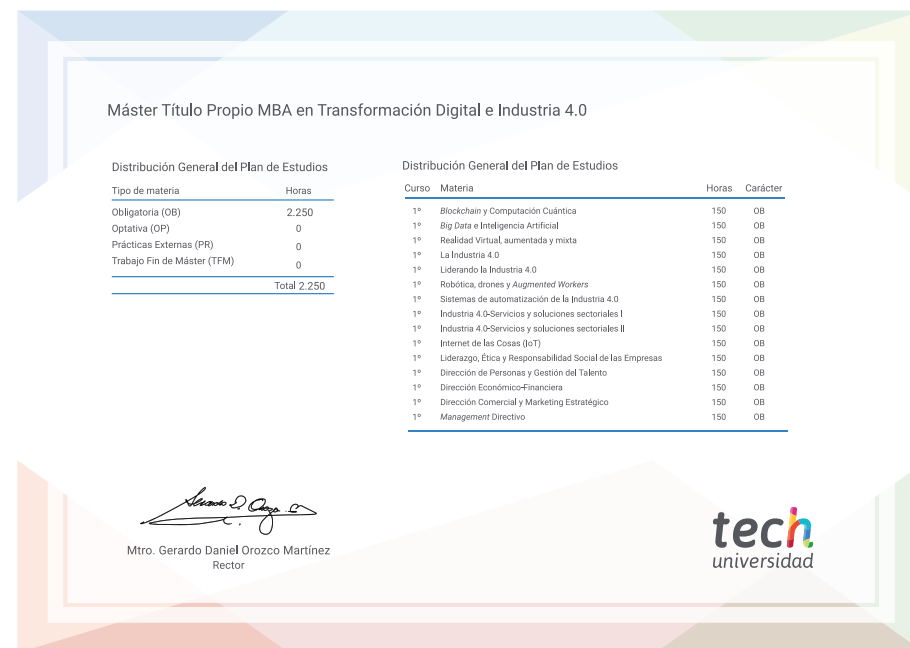 Máster Título Propio MBA en Transformación Digital e Industria 4.0
Distribución General del Plan de Estudios
Tipo de materia Horas
Obligatoria (OB) 2.250
Optativa (OP) 0
Prácticas Externas (PR) 0
Trabajo Fin de Máster (TFM) 0
Total 2.250
Distribución General del Plan de Estudios
Curso Materia Horas Carácter
1º Blockchain y Computación Cuántica 150 OB
1º Big Data e Inteligencia Artificial 150 OB
1º Realidad Virtual, aumentada y mixta 150 OB
1º La Industria 4.0 150 OB
1º Liderando la Industria 4.0 150 OB
1º Robótica, drones y Augmented Workers 150 OB
1º Sistemas de automatización de la Industria 4.0 150 OB
1º Industria 4.0-Servicios y soluciones sectoriales I 150 OB
1º Industria 4.0-Servicios y soluciones sectoriales II 150 OB
1º Internet de las Cosas (IoT) 150 OB
1º Liderazgo, Ética y Responsabilidad Social de las Empresas 150 OB
1º Dirección de Personas y Gestión del Talento 150 OB
1º Dirección Económico-Financiera 150 OB
1º Dirección Comercial y Marketing Estratégico 150 OB
1º Management Directivo 150 OB
Mtro. Gerardo Daniel Orozco Martínez
Rector
tech
universidad